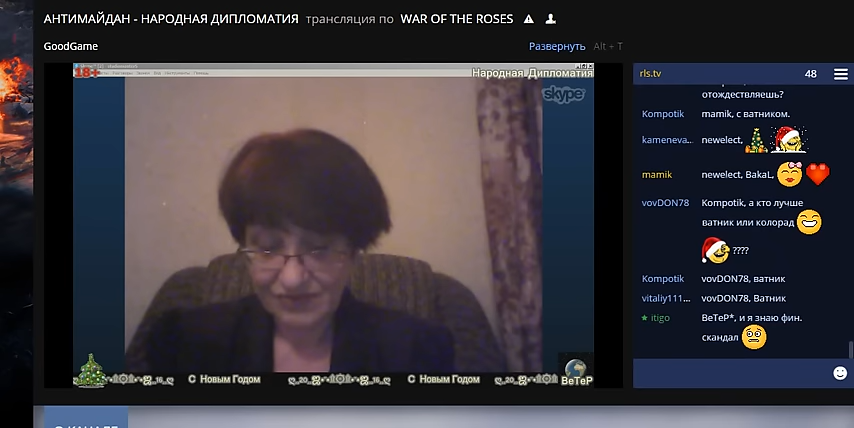 АНТИМАЙДАН - НАРОДНАЯ ДИПЛОМАТИЯ трансляция по WAR OF THE ROSES
GoodGame
Развернуть Alt + T
18+
Народная Дипломатия
skype
С Новым Годом
С Новым Годом
ВеТеР
rls.tv 48
отождествляешь?
Kompotik mamik, с ватником.
kameneva... newelect,
mamik newelect, BakaL,
vovDON78 Kompotik, а кто лучше
ватник или колорад
????
Kompotik vovDON78, ватник
vitaliy111... vovDON78, Ватник
itigo BeTeP*, и я знаю фин.
скандал